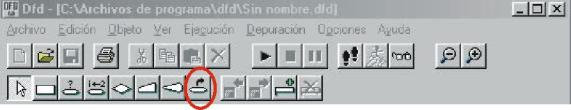 Dfd - [C:\Archivos de programa\dfd\Sin nombre.dfd]
Archivo Edición Objeto Ver Ejecución Depuración Opciones Ayuda